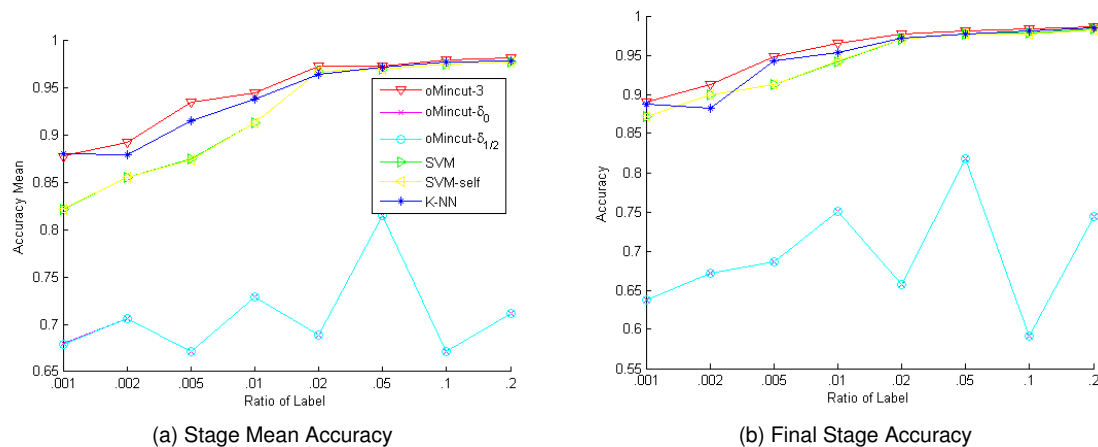 1
0.95
0.9
0.85
0.8
0.75
0.7
0.65
Accuracy Mean
.001 .002 .005 .01 .02 .05 .1 .2
Ratio of Label
oMincut-3
oMincut-δ0
oMincut-δ1/2
SVM
SVM-self
K-NN
(a) Stage Mean Accuracy
1
0.95
0.9
0.85
0.8
0.75
0.7
0.65
0.6
0.55
Accuracy
.001 .002 .005 .01 .02 .05 .1 .2
Ratio of Label
(b) Final Stage Accuracy